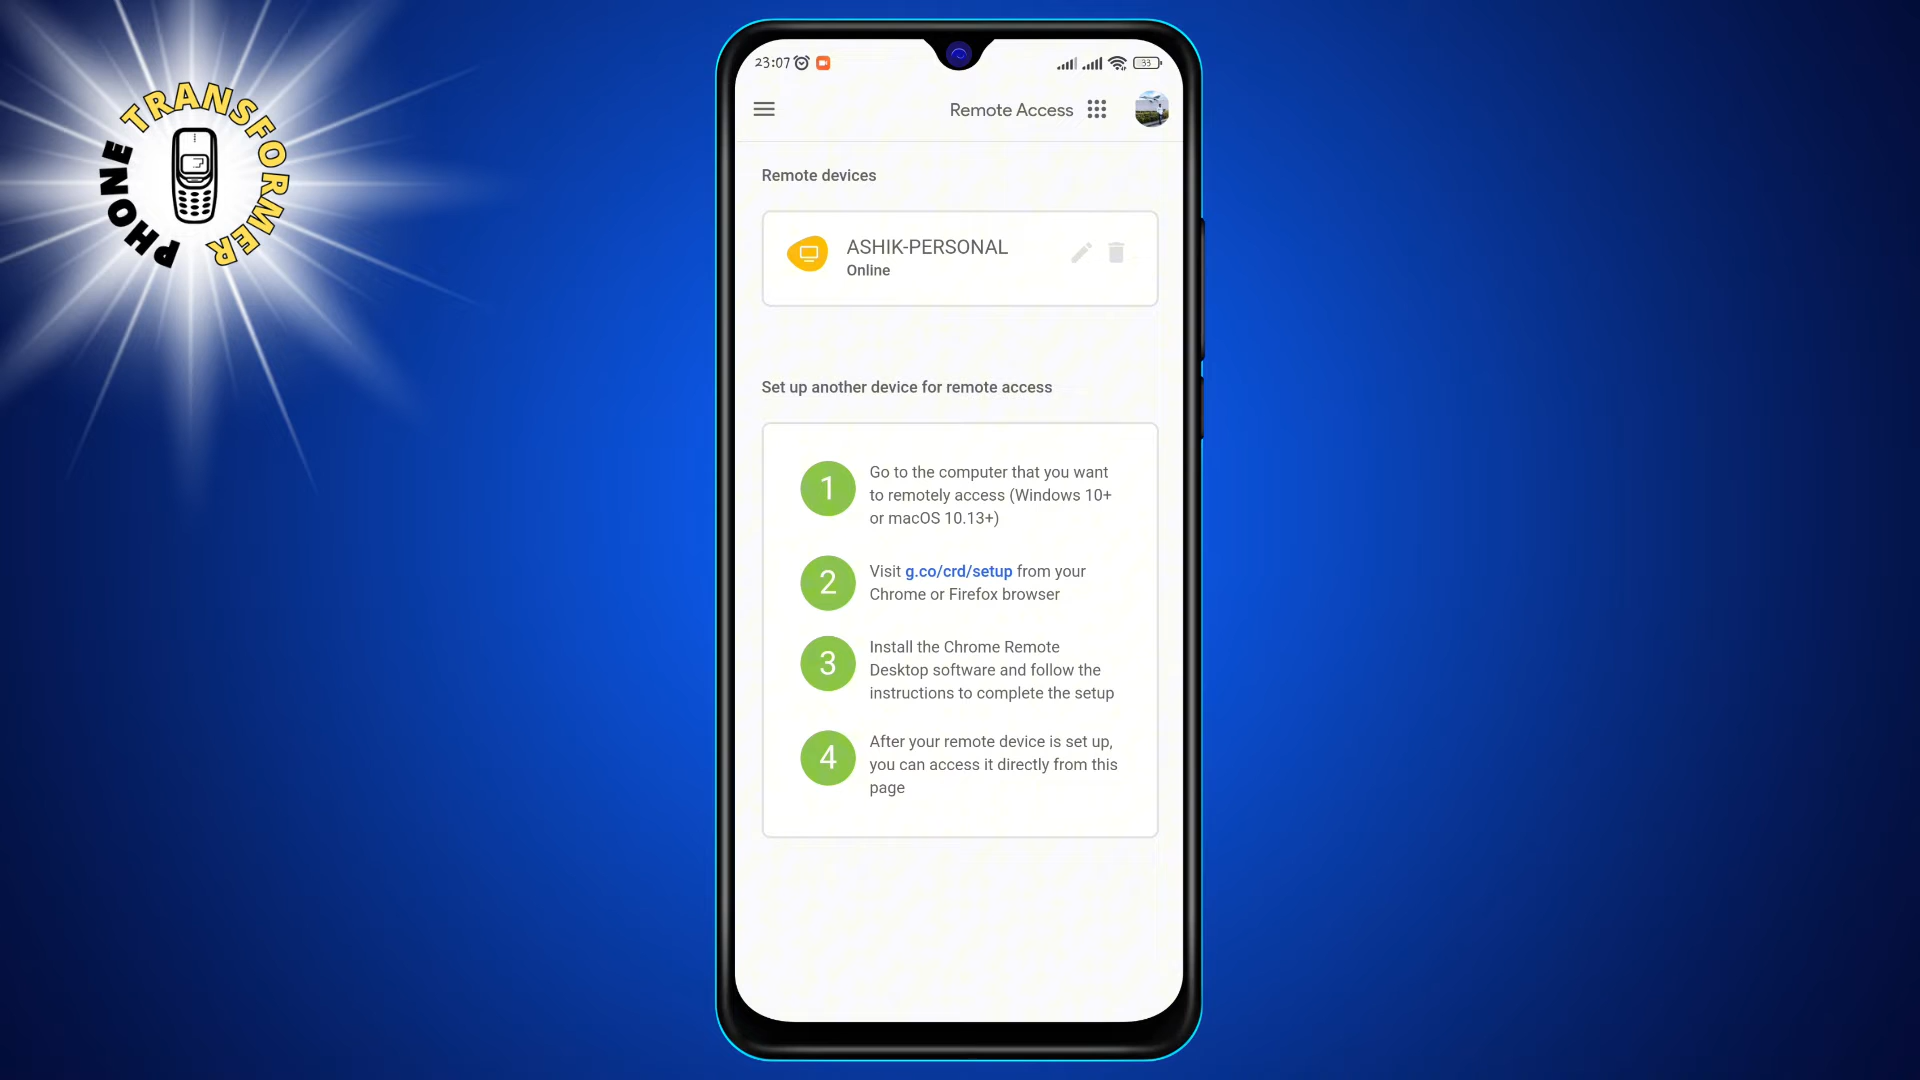 PHONE TRANSFORMER
23:07
33
Remote Access
Remote devices
ASHIK-PERSONAL
Online
Set up another device for remote access
1
Go to the computer that you want
to remotely access (Windows 10+
or macOS 10.13+)
2
Visit g.co/crd/setup from your
Chrome or Firefox browser
3
Install the Chrome Remote
Desktop software and follow the
instructions to complete the setup
4
After your remote device is set up,
you can access it directly from this
page